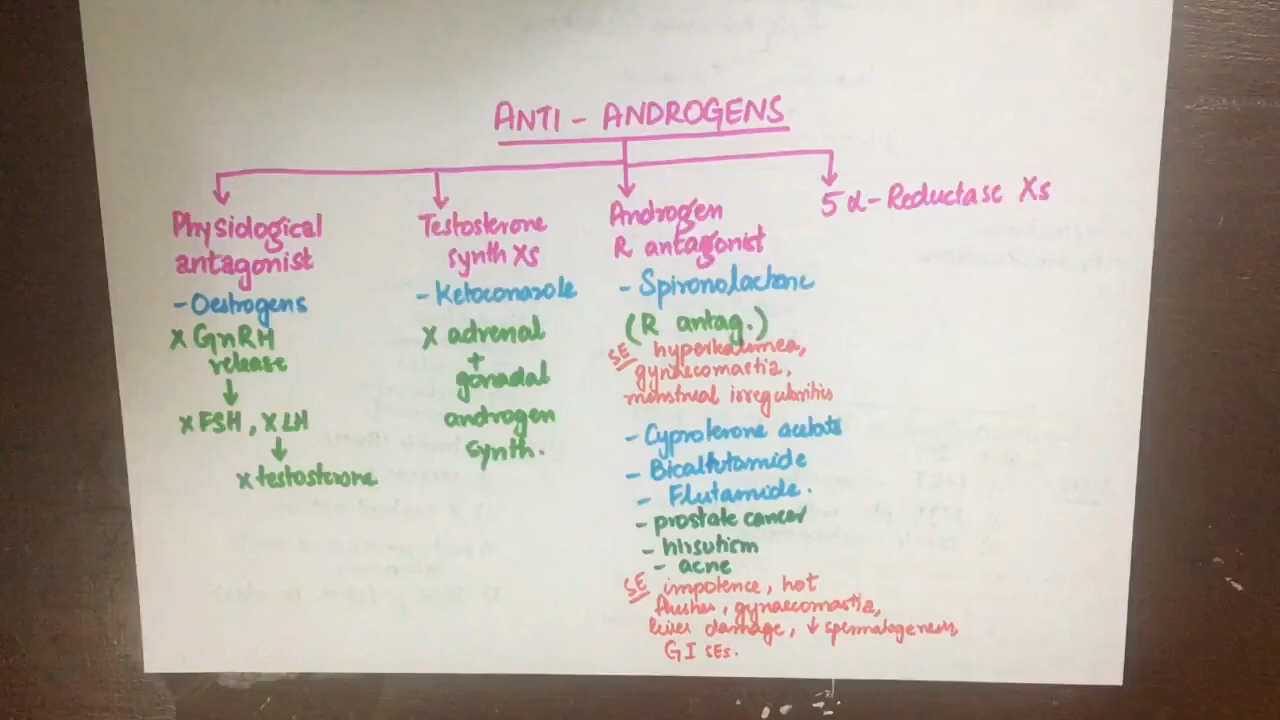 ANTI - ANDROGENS
Physiological
antagonist
- Oestrogens
x GnRH
release
x FSH, x LH
x testosterone
Testosterone
synth Xs
- Ketoconazole
x adrenal
+
gonadal
androgen
synth.
Androgen
R antagonist
- Spironolactone
(R antag.)
SE hyperkalimea,
gynaecomastia,
menstrual irregularities
- Cyproterone acetate
- Bicalutamide
- Flutamide.
- prostate cancer
- hirsutism
- acne
SE impotence, hot
flushes, gynaecomastia,
liver damage, ↓ spermatogenesis
GI SEs.
5 α-Reductase Xs